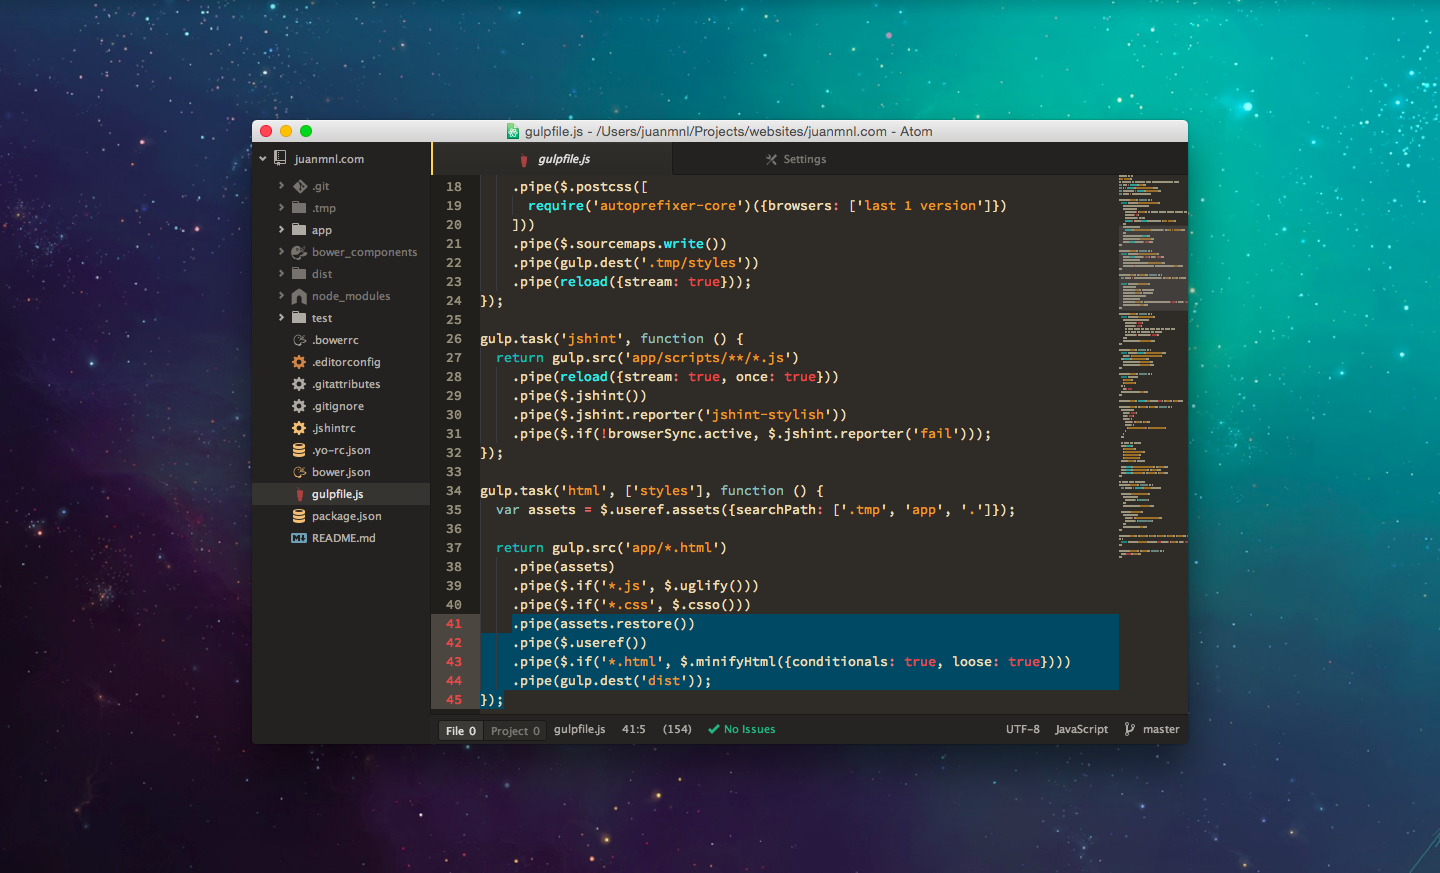 gulpfile.js - /Users/juanmnl/Projects/websites/juanmnl.com - Atom
juanmnl.com
.git
.tmp
app
bower_components
dist
node_modules
test
.bowerrc
.editorconfig
.gitattributes
.gitignore
.jshintrc
.yo-rc.json
bower.json
gulpfile.js
package.json
README.md
gulpfile.js
Settings
18 .pipe($.postcss([
19 require('autoprefixer-core')({browsers: ['last 1 version']})
20 ]))
21 .pipe($.sourcemaps.write())
22 .pipe(gulp.dest('.tmp/styles'))
23 .pipe(reload({stream: true}));
24 });
25
26 gulp.task('jshint', function () {
27 return gulp.src('app/scripts/**/*.js')
28 .pipe(reload({stream: true, once: true}))
29 .pipe($.jshint())
30 .pipe($.jshint.reporter('jshint-stylish'))
31 .pipe($.if(!browserSync.active, $.jshint.reporter('fail')));
32 });
33
34 gulp.task('html', ['styles'], function () {
35 var assets = $.useref.assets({searchPath: ['.tmp', 'app', '.']});
36
37 return gulp.src('app/*.html')
38 .pipe(assets)
39 .pipe($.if('*.js', $.uglify()))
40 .pipe($.if('*.css', $.csso()))
41 .pipe(assets.restore())
42 .pipe($.useref())
43 .pipe($.if('*.html', $.minifyHtml({conditionals: true, loose: true})))
44 .pipe(gulp.dest('dist'));
45 });
File 0 Project 0 gulpfile.js 41:5 (154) No Issues UTF-8 JavaScript master